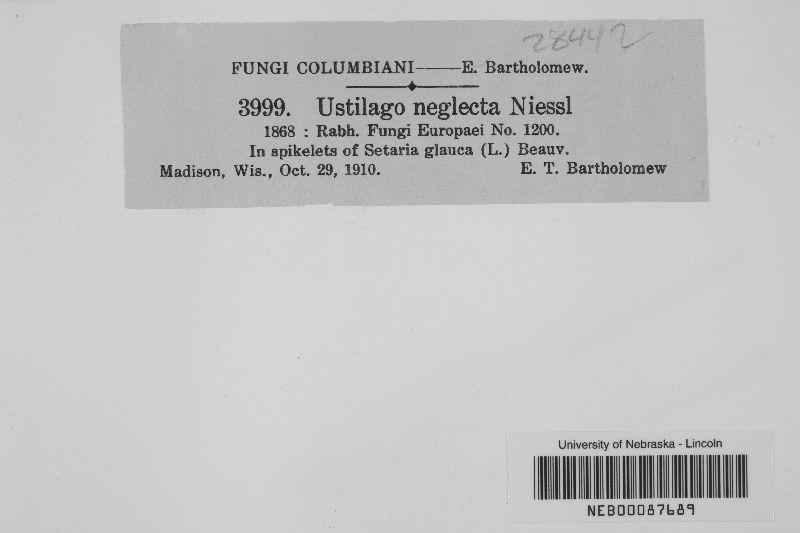 28442
FUNGI COLUMBIANI——E. Bartholomew.
3999. Ustilago neglecta Niessl
1868 : Rabh. Fungi Europaei No. 1200.
In spikelets of Setaria glauca (L.) Beauv.
Madison, Wis., Oct. 29, 1910. E. T. Bartholomew
University of Nebraska - Lincoln
NEB00087689